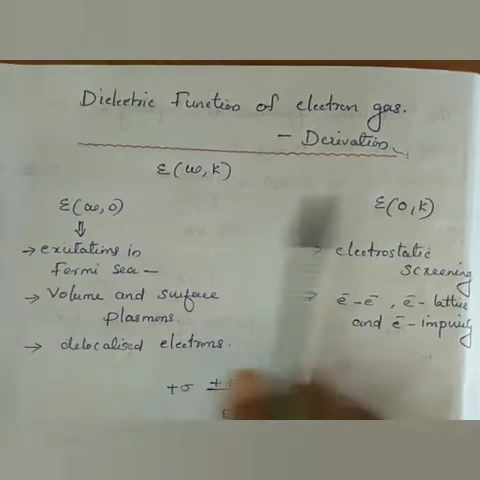 Dielectric Function of electron gas.
- Derivation
ε(ω,k)
ε(ω,0)
⇓
→ exitations in
Fermi sea -
→ Volume and surface
plasmons.
→ delocalised electrons.
ε(0,k)
→ electrostatic
screening
→ e⁻-e⁻, e⁻-lattice
and e⁻-impurity
+σ ++